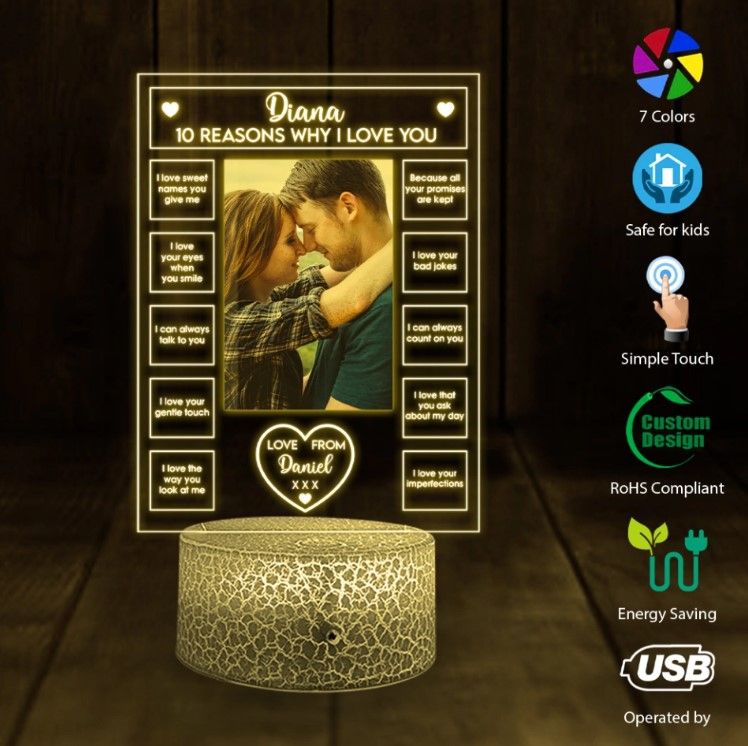 Diana
10 REASONS WHY I LOVE YOU
I love sweet
names you
give me
I love
your eyes
when
you smile
I can always
talk to you
I love your
gentle touch
I love the
way you
look at me
Because all
your promises
are kept
I love your
bad jokes
I can always
count on you
I love that
you ask
about my day
I love your
imperfections
LOVE FROM
Daniel
XXX
7 Colors
Safe for kids
Simple Touch
Custom
Design
RoHS Compliant
Energy Saving
USB
Operated by